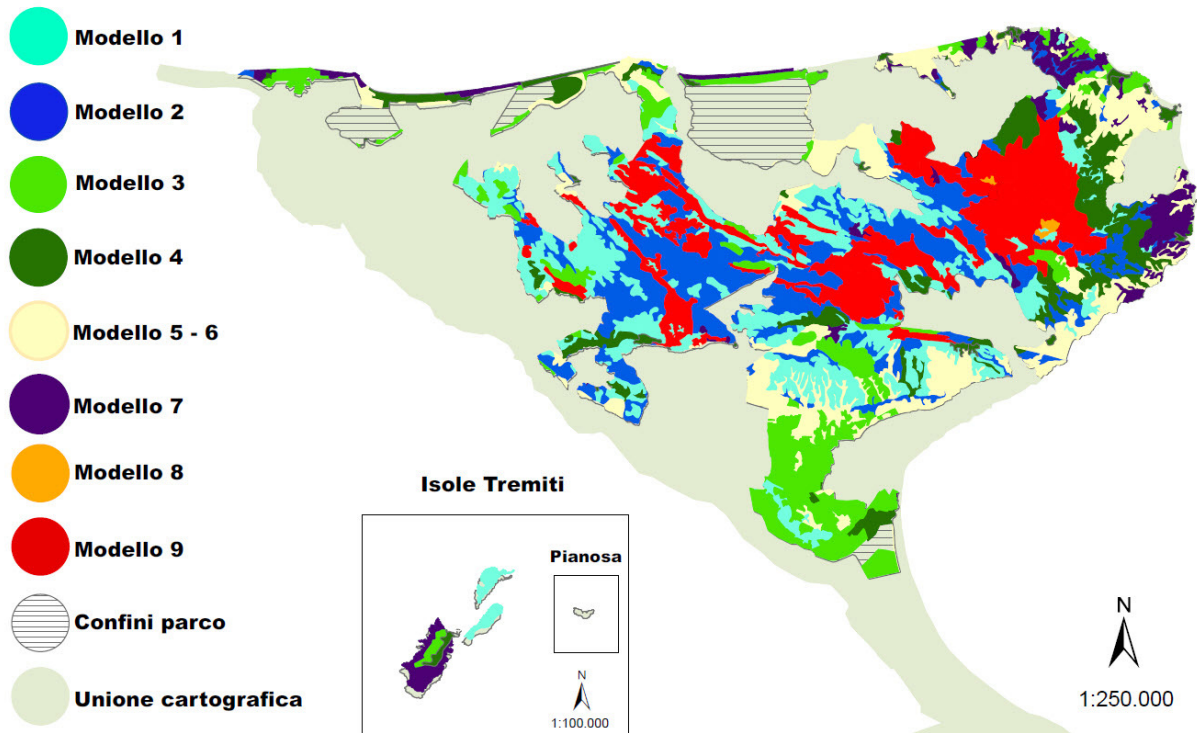 Modello 1
Modello 2
Modello 3
Modello 4
Modello 5 - 6
Modello 7
Modello 8
Modello 9
Confini parco
Unione cartografica
Isole Tremiti
Pianosa
N
1:100.000
N
1:250.000